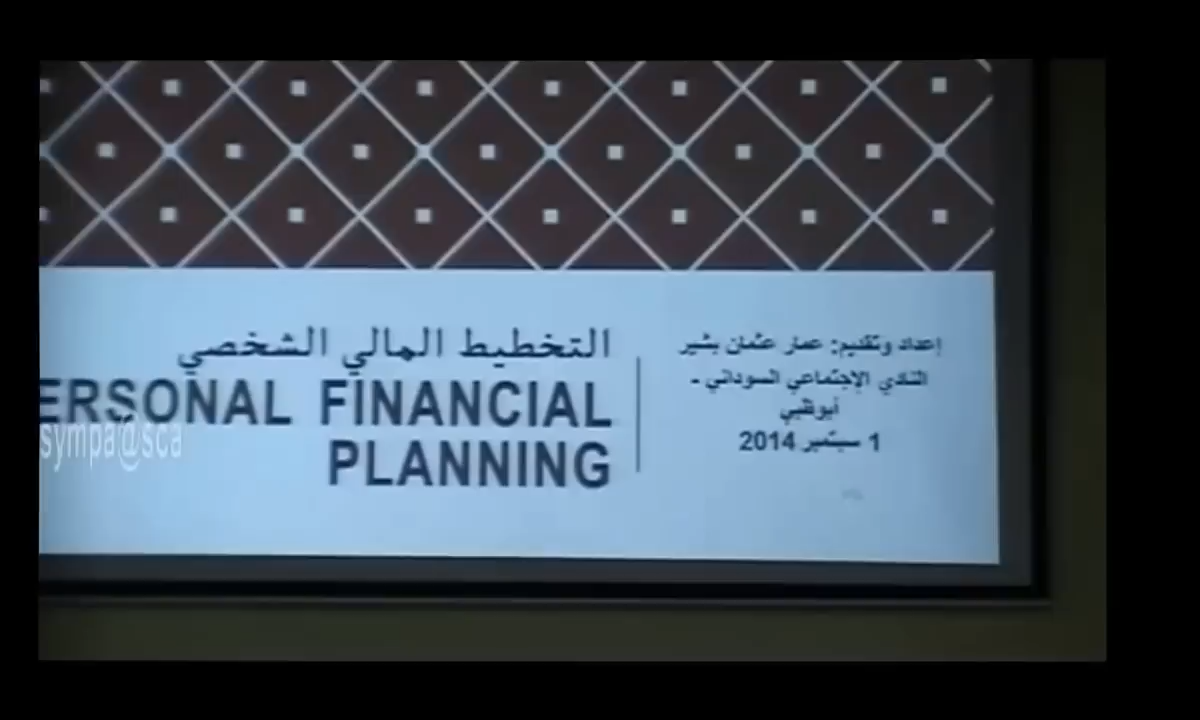 التخطيط المالي الشخصي
ERSONAL FINANCIAL
PLANNING
إعداد وتقديم: عمار عثمان بشير
النادي الإجتماعي السوداني -
أبوظبي
1 سبتمبر 2014
sympa@sca